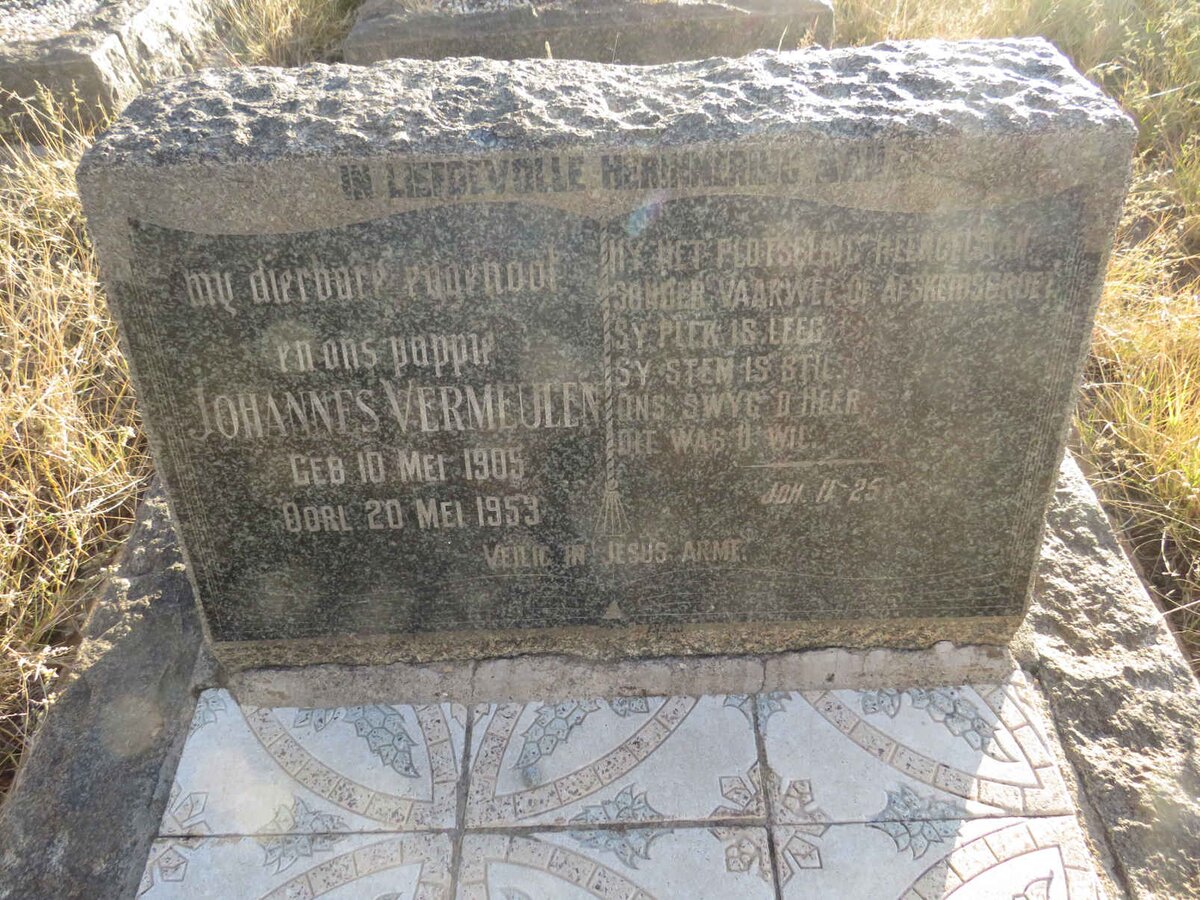 IN LIEFDEVOLLE HERINNERING AAN
my dierbare eggenoot
en ons pappie
JOHANNES VERMEULEN
GEB 10 MEI 1905
OORL 20 MEI 1953
HY HET PLOTSELING HEENGEGAAN
SONDER VAARWEL OF AFSKEIDSGROET
SY PLEK IS LEEG
SY STEM IS STIL
ONS SWYG O HEER
DIT WAS U WIL
JOH. 11-25
VEILIG IN JESUS ARME